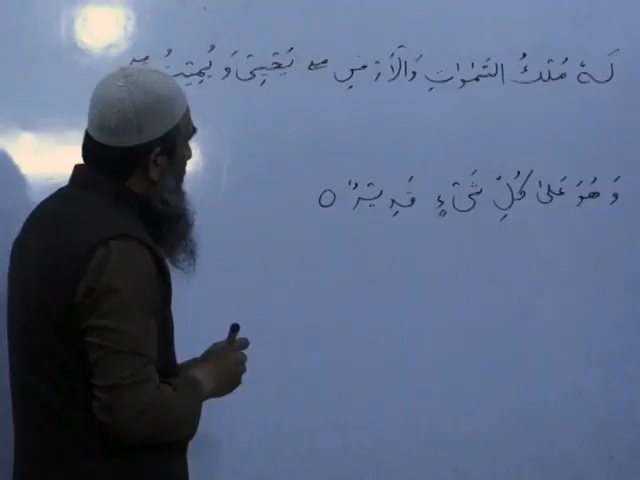 لَهٗ مُلْكُ السَّمٰوٰتِ وَالْاَرْضِ ۚ يُحْيٖ وَ يُمِيْتُ ۚ
وَ هُوَ عَلٰى كُلِّ شَىْءٍ قَدِيْرٌ ○